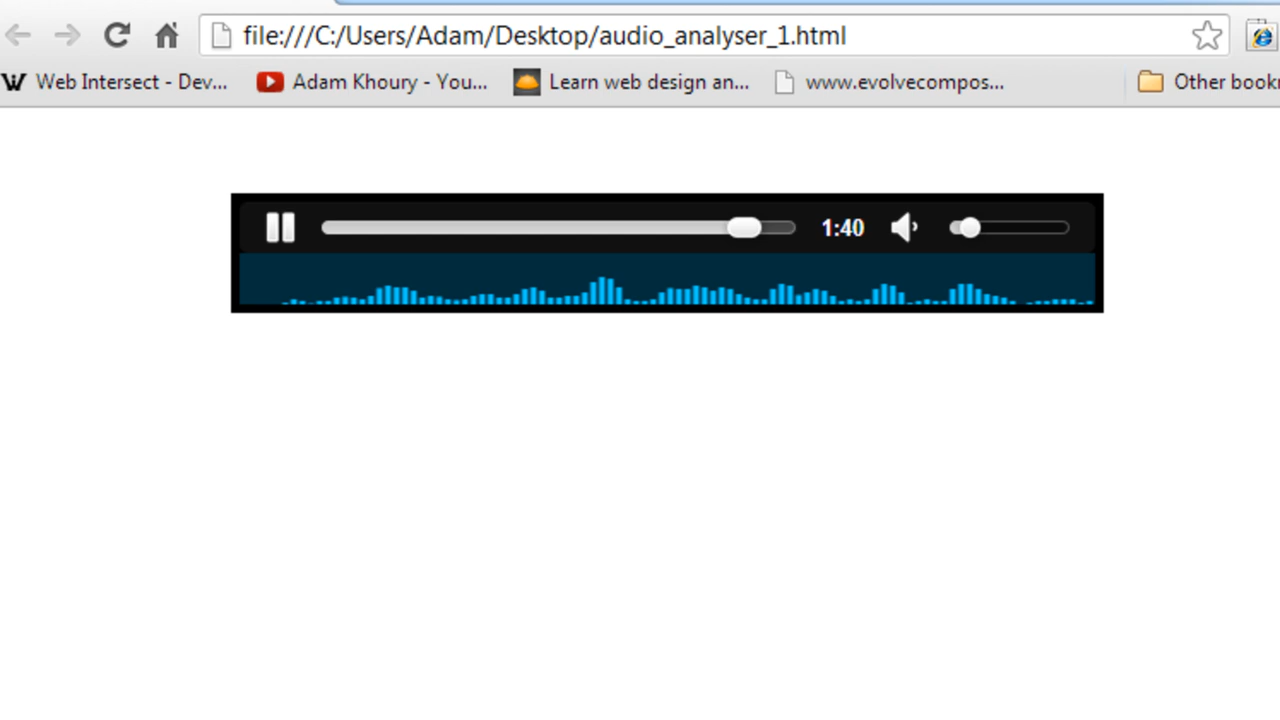 file:///C:/Users/Adam/Desktop/audio_analyser_1.html
Web Intersect - Dev... Adam Khoury - You... Learn web design an... www.evolvecompos... Other bookr
1:40